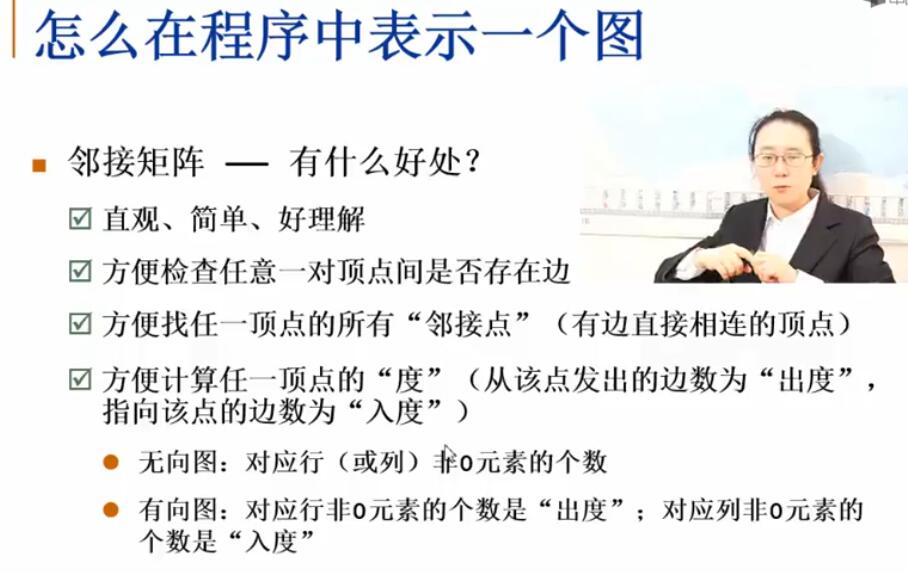 怎么在程序中表示一个图
邻接矩阵 — 有什么好处？
直观、简单、好理解
方便检查任意一对顶点间是否存在边
方便找任一顶点的所有“邻接点”（有边直接相连的顶点）
方便计算任一顶点的“度”（从该点发出的边数为“出度”，
指向该点的边数为“入度”）
无向图：对应行（或列）非0元素的个数
有向图：对应行非0元素的个数是“出度”；对应列非0元素的
个数是“入度”